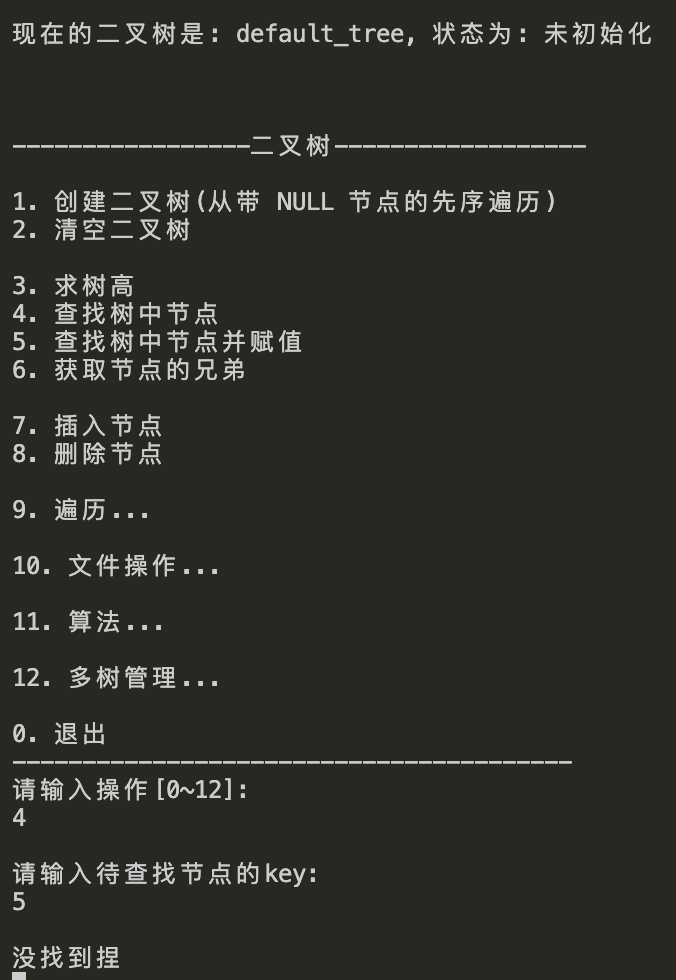 现在的二叉树是: default_tree, 状态为: 未初始化
-----------------二叉树------------------
1. 创建二叉树(从带 NULL 节点的先序遍历)
2. 清空二叉树
3. 求树高
4. 查找树中节点
5. 查找树中节点并赋值
6. 获取节点的兄弟
7. 插入节点
8. 删除节点
9. 遍历...
10. 文件操作...
11. 算法...
12. 多树管理...
0. 退出
----------------------------------------
请输入操作[0~12]:
4
请输入待查找节点的key:
5
没找到捏